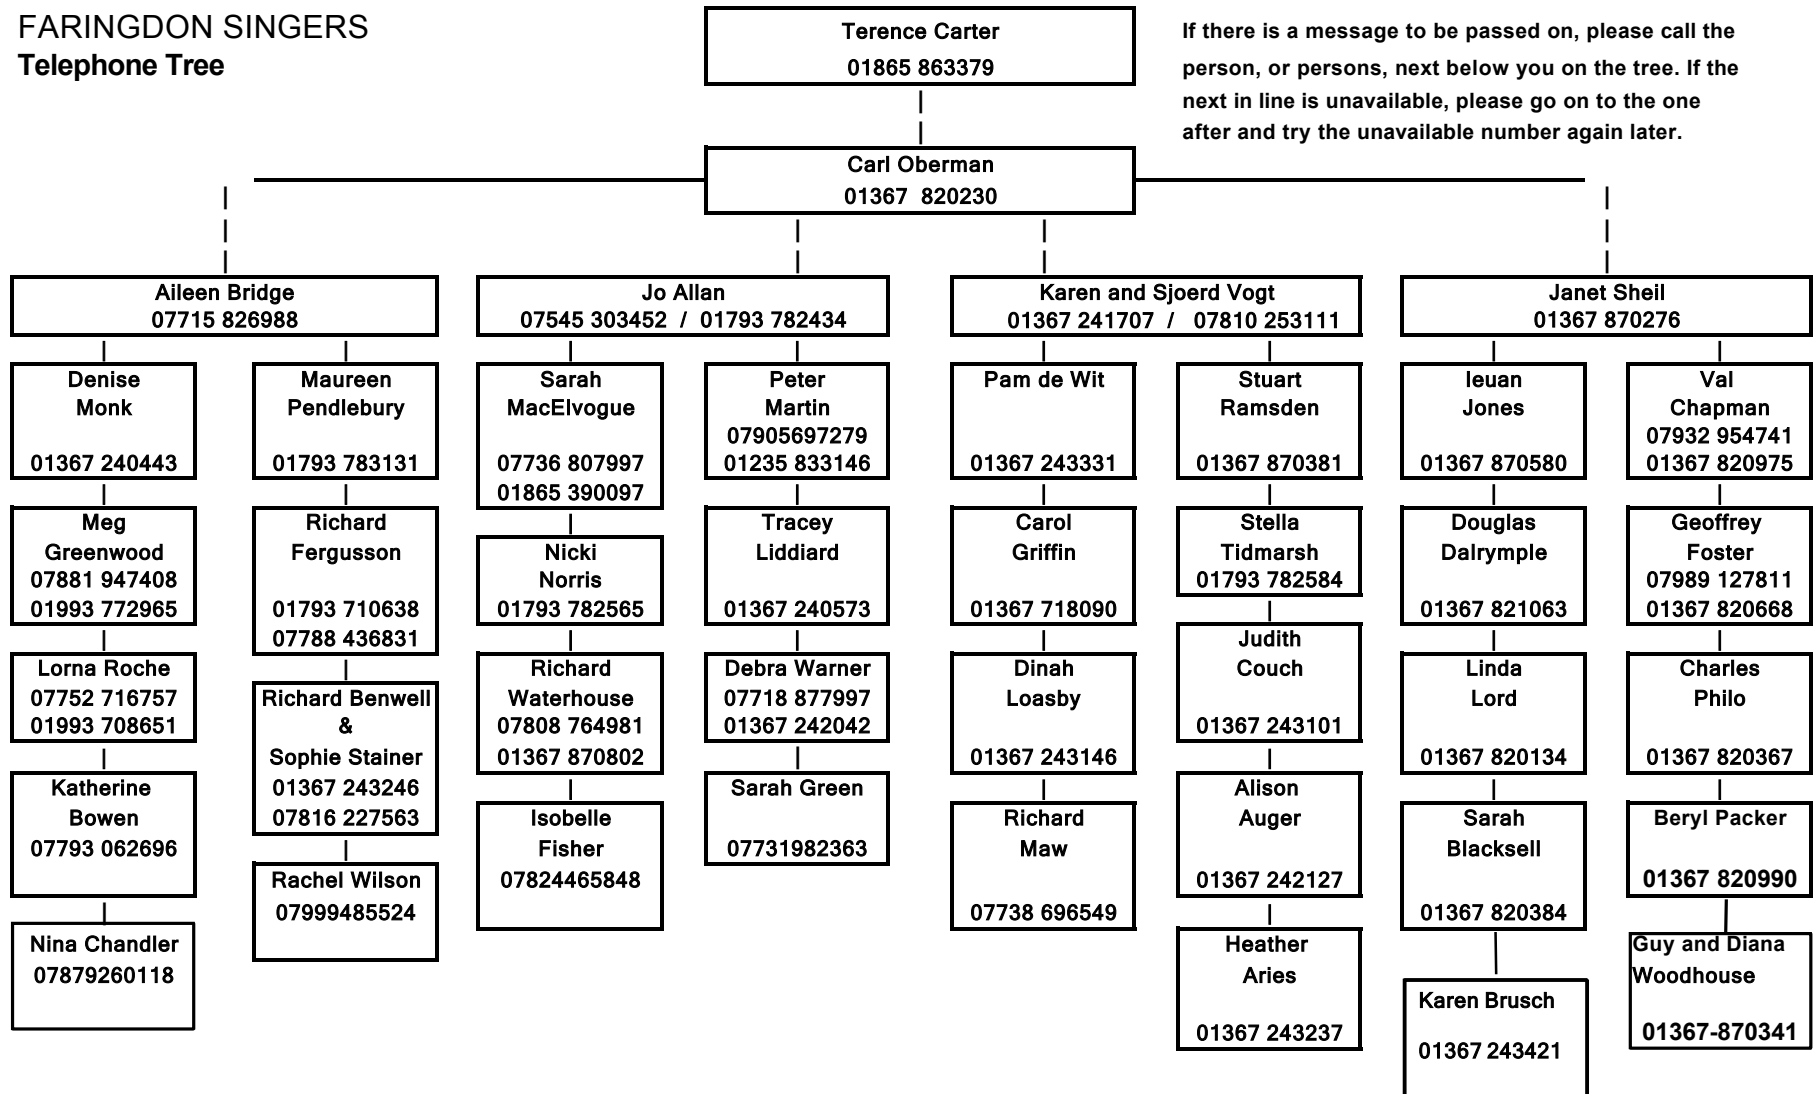 FARINGDON SINGERS
Telephone Tree
Terence Carter
01865 863379
If there is a message to be passed on, please call the
person, or persons, next below you on the tree. If the
next in line is unavailable, please go on to the one
after and try the unavailable number again later.
Carl Oberman
01367 820230
Aileen Bridge
07715 826988
Jo Allan
07545 303452 / 01793 782434
Karen and Sjoerd Vogt
01367 241707 / 07810 253111
Janet Sheil
01367 870276
Denise
Monk
01367 240443
Meg
Greenwood
07881 947408
01993 772965
Lorna Roche
07752 716757
01993 708651
Katherine
Bowen
07793 062696
Nina Chandler
07879260118
Maureen
Pendlebury
01793 783131
Richard
Fergusson
01793 710638
07788 436831
Richard Benwell
&
Sophie Stainer
01367 243246
07816 227563
Rachel Wilson
07999485524
Sarah
MacElvogue
07736 807997
01865 390097
Nicki
Norris
01793 782565
Richard
Waterhouse
07808 764981
01367 870802
Isobelle
Fisher
07824465848
Peter
Martin
07905697279
01235 833146
Tracey
Liddiard
01367 240573
Debra Warner
07718 877997
01367 242042
Sarah Green
07731982363
Pam de Wit
01367 243331
Carol
Griffin
01367 718090
Dinah
Loasby
01367 243146
Richard
Maw
07738 696549
Stuart
Ramsden
01367 870381
Stella
Tidmarsh
01793 782584
Judith
Couch
01367 243101
Alison
Auger
01367 242127
Heather
Aries
01367 243237
Ieuan
Jones
01367 870580
Douglas
Dalrymple
01367 821063
Linda
Lord
01367 820134
Sarah
Blacksell
01367 820384
Karen Brusch
01367 243421
Val
Chapman
07932 954741
01367 820975
Geoffrey
Foster
07989 127811
01367 820668
Charles
Philo
01367 820367
Beryl Packer
01367 820990
Guy and Diana
Woodhouse
01367-870341